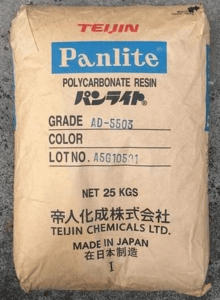 TEIJIN
Panlite
POLYCARBONATE RESIN
パンライト®
GRADE AD-5503
COLOR
LOT NO. A5G10501
NET 25 KGS
帝人化成株式会社
TEIJIN CHEMICALS LTD.
MADE IN JAPAN
在日本制造
I